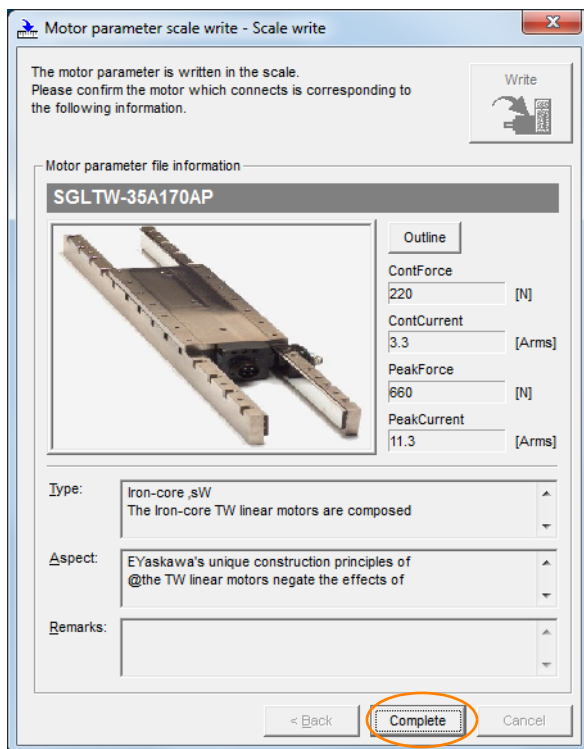 Motor parameter scale write - Scale write
The motor parameter is written in the scale.
Please confirm the motor which connects is corresponding to
the following information.
Write
Motor parameter file information
SGLTW-35A170AP
Outline
ContForce
220 [N]
ContCurrent
3.3 [Arms]
PeakForce
660 [N]
PeakCurrent
11.3 [Arms]
Type:
Iron-core ,sW
The Iron-core TW linear motors are composed
Aspect:
EYaskawa's unique construction principles of
@the TW linear motors negate the effects of
Remarks:
< Back
Complete
Cancel